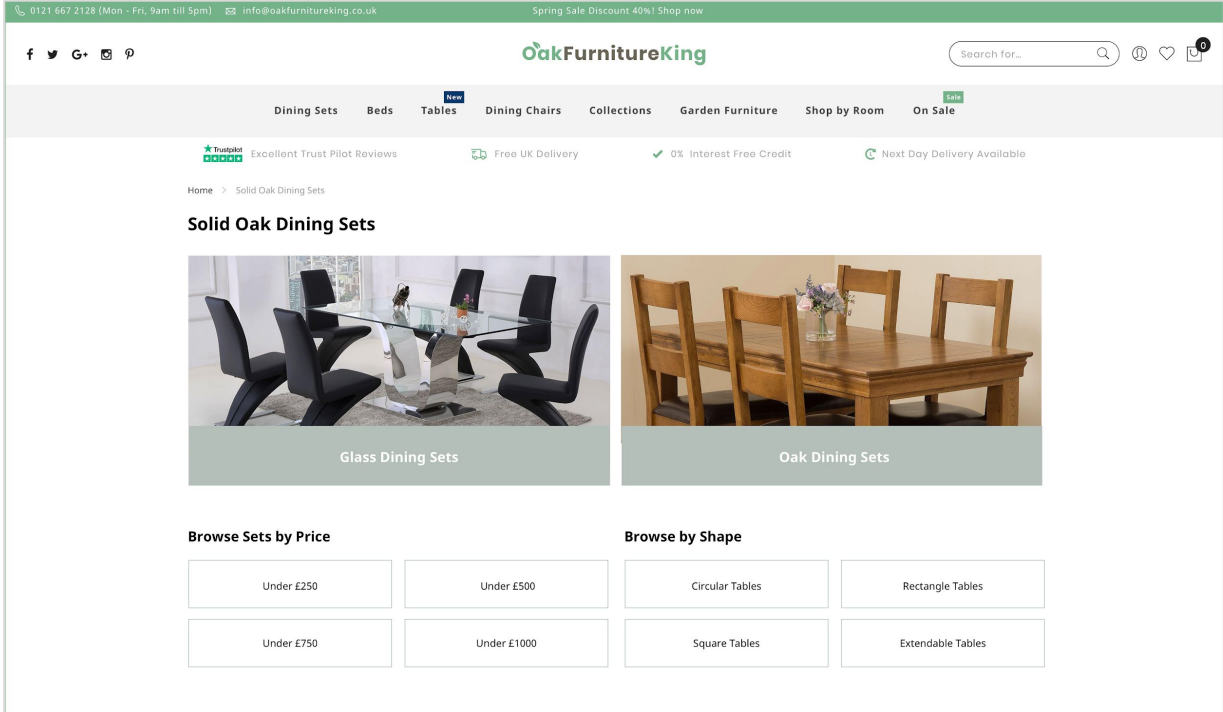 0121 667 2128 (Mon - Fri, 9am till 5pm) info@oakfurnitureking.co.uk Spring Sale Discount 40%! Shop now
OakFurnitureKing
Search for...
0
New
Sale
Dining Sets Beds Tables Dining Chairs Collections Garden Furniture Shop by Room On Sale
Trustpilot Excellent Trust Pilot Reviews Free UK Delivery 0% Interest Free Credit Next Day Delivery Available
Home > Solid Oak Dining Sets
Solid Oak Dining Sets
Glass Dining Sets Oak Dining Sets
Browse Sets by Price Browse by Shape
Under £250 Under £500 Circular Tables Rectangle Tables
Under £750 Under £1000 Square Tables Extendable Tables